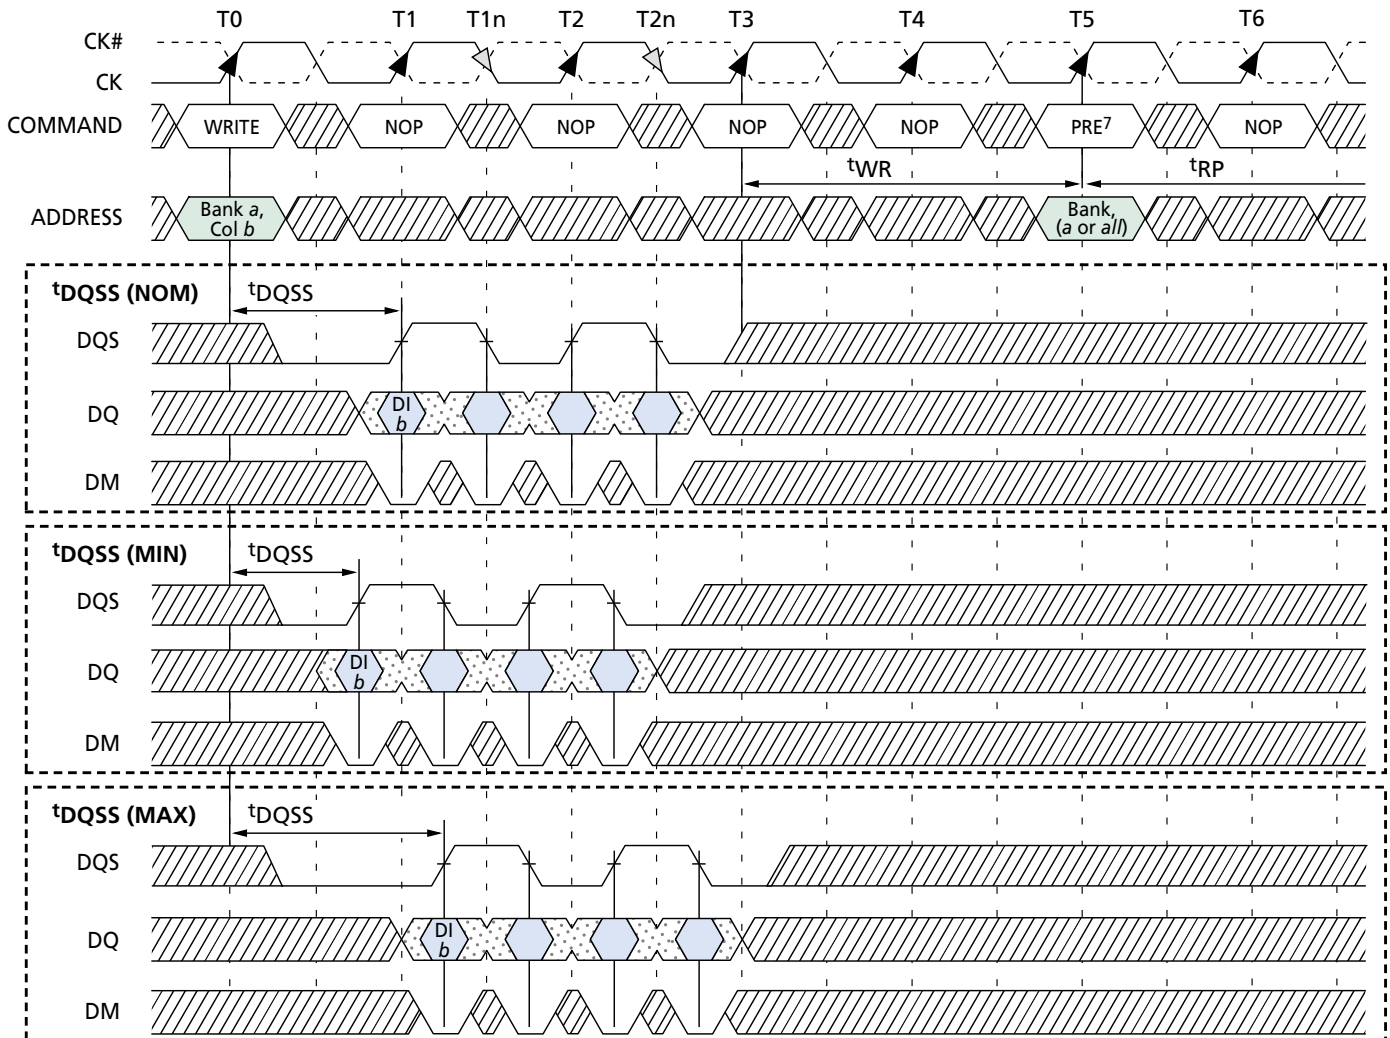 T0 T1 T1n T2 T2n T3 T4 T5 T6
CK#
CK
COMMAND WRITE NOP NOP NOP NOP PRE7 NOP
tWR tRP
ADDRESS Bank a, Bank,
Col b (a or all)
tDQSS (NOM) tDQSS
DQS
DQ DI
b
DM
tDQSS (MIN) tDQSS
DQS
DQ DI
b
DM
tDQSS (MAX) tDQSS
DQS
DQ DI
b
DM